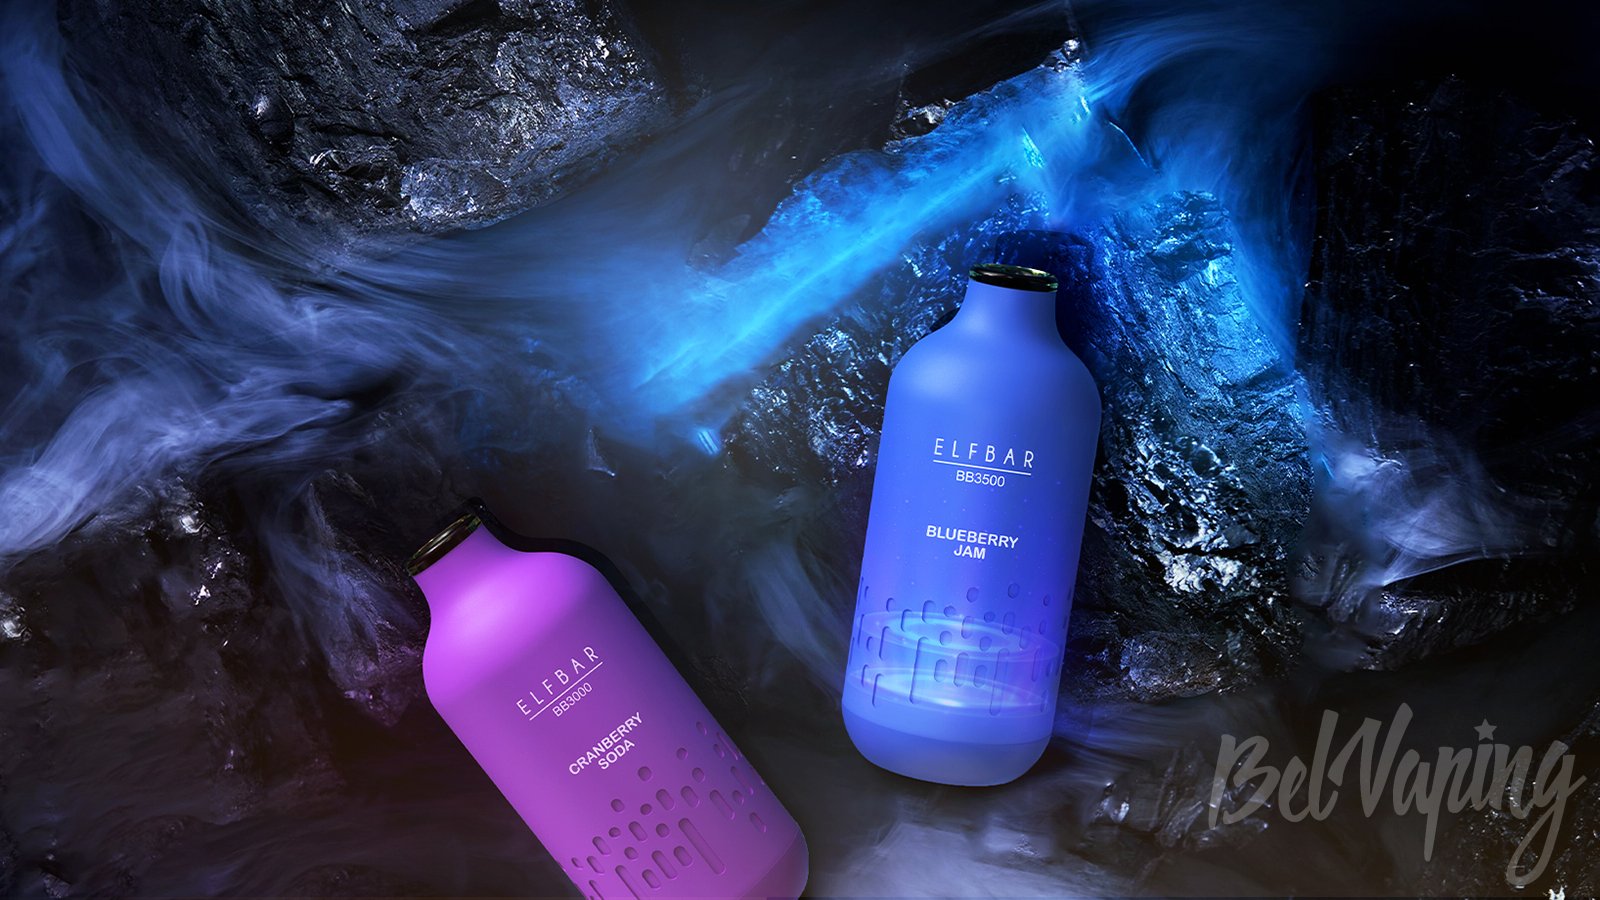 ELFBAR
BB3500
BLUEBERRY
JAM
ELFBAR
BB3000
CRANBERRY
SODA
BelVaping